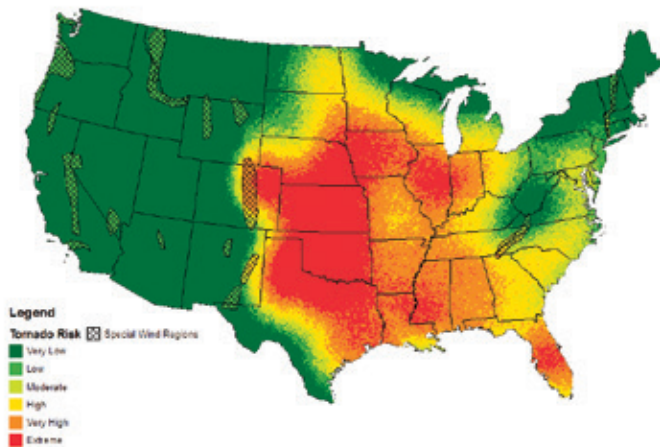 Legend
Tornado Risk Special Wind Regions
Very Low
Low
Moderate
High
Very High
Extreme